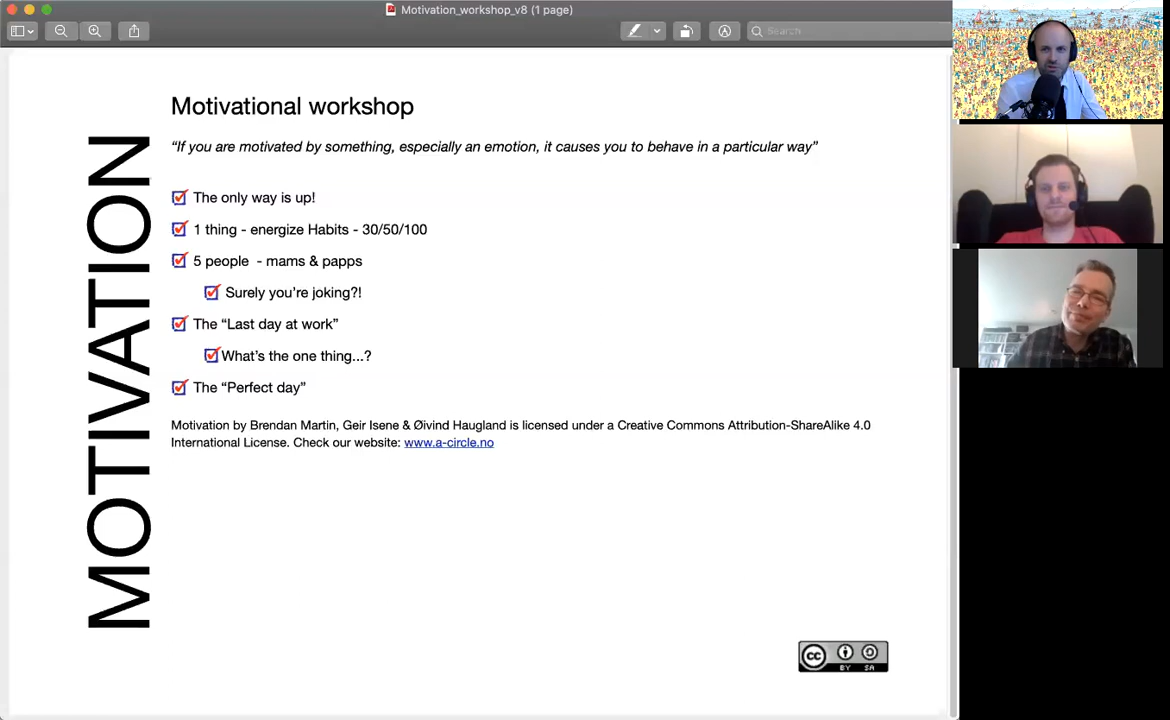 Motivation_workshop_v8 (1 page)
Search
MOTIVATION
Motivational workshop
“If you are motivated by something, especially an emotion, it causes you to behave in a particular way”
The only way is up!
1 thing - energize Habits - 30/50/100
5 people - mams & papps
Surely you’re joking?!
The “Last day at work”
What’s the one thing...?
The “Perfect day”
Motivation by Brendan Martin, Geir Isene & Øivind Haugland is licensed under a Creative Commons Attribution-ShareAlike 4.0
International License. Check our website: www.a-circle.no
cc
BY SA